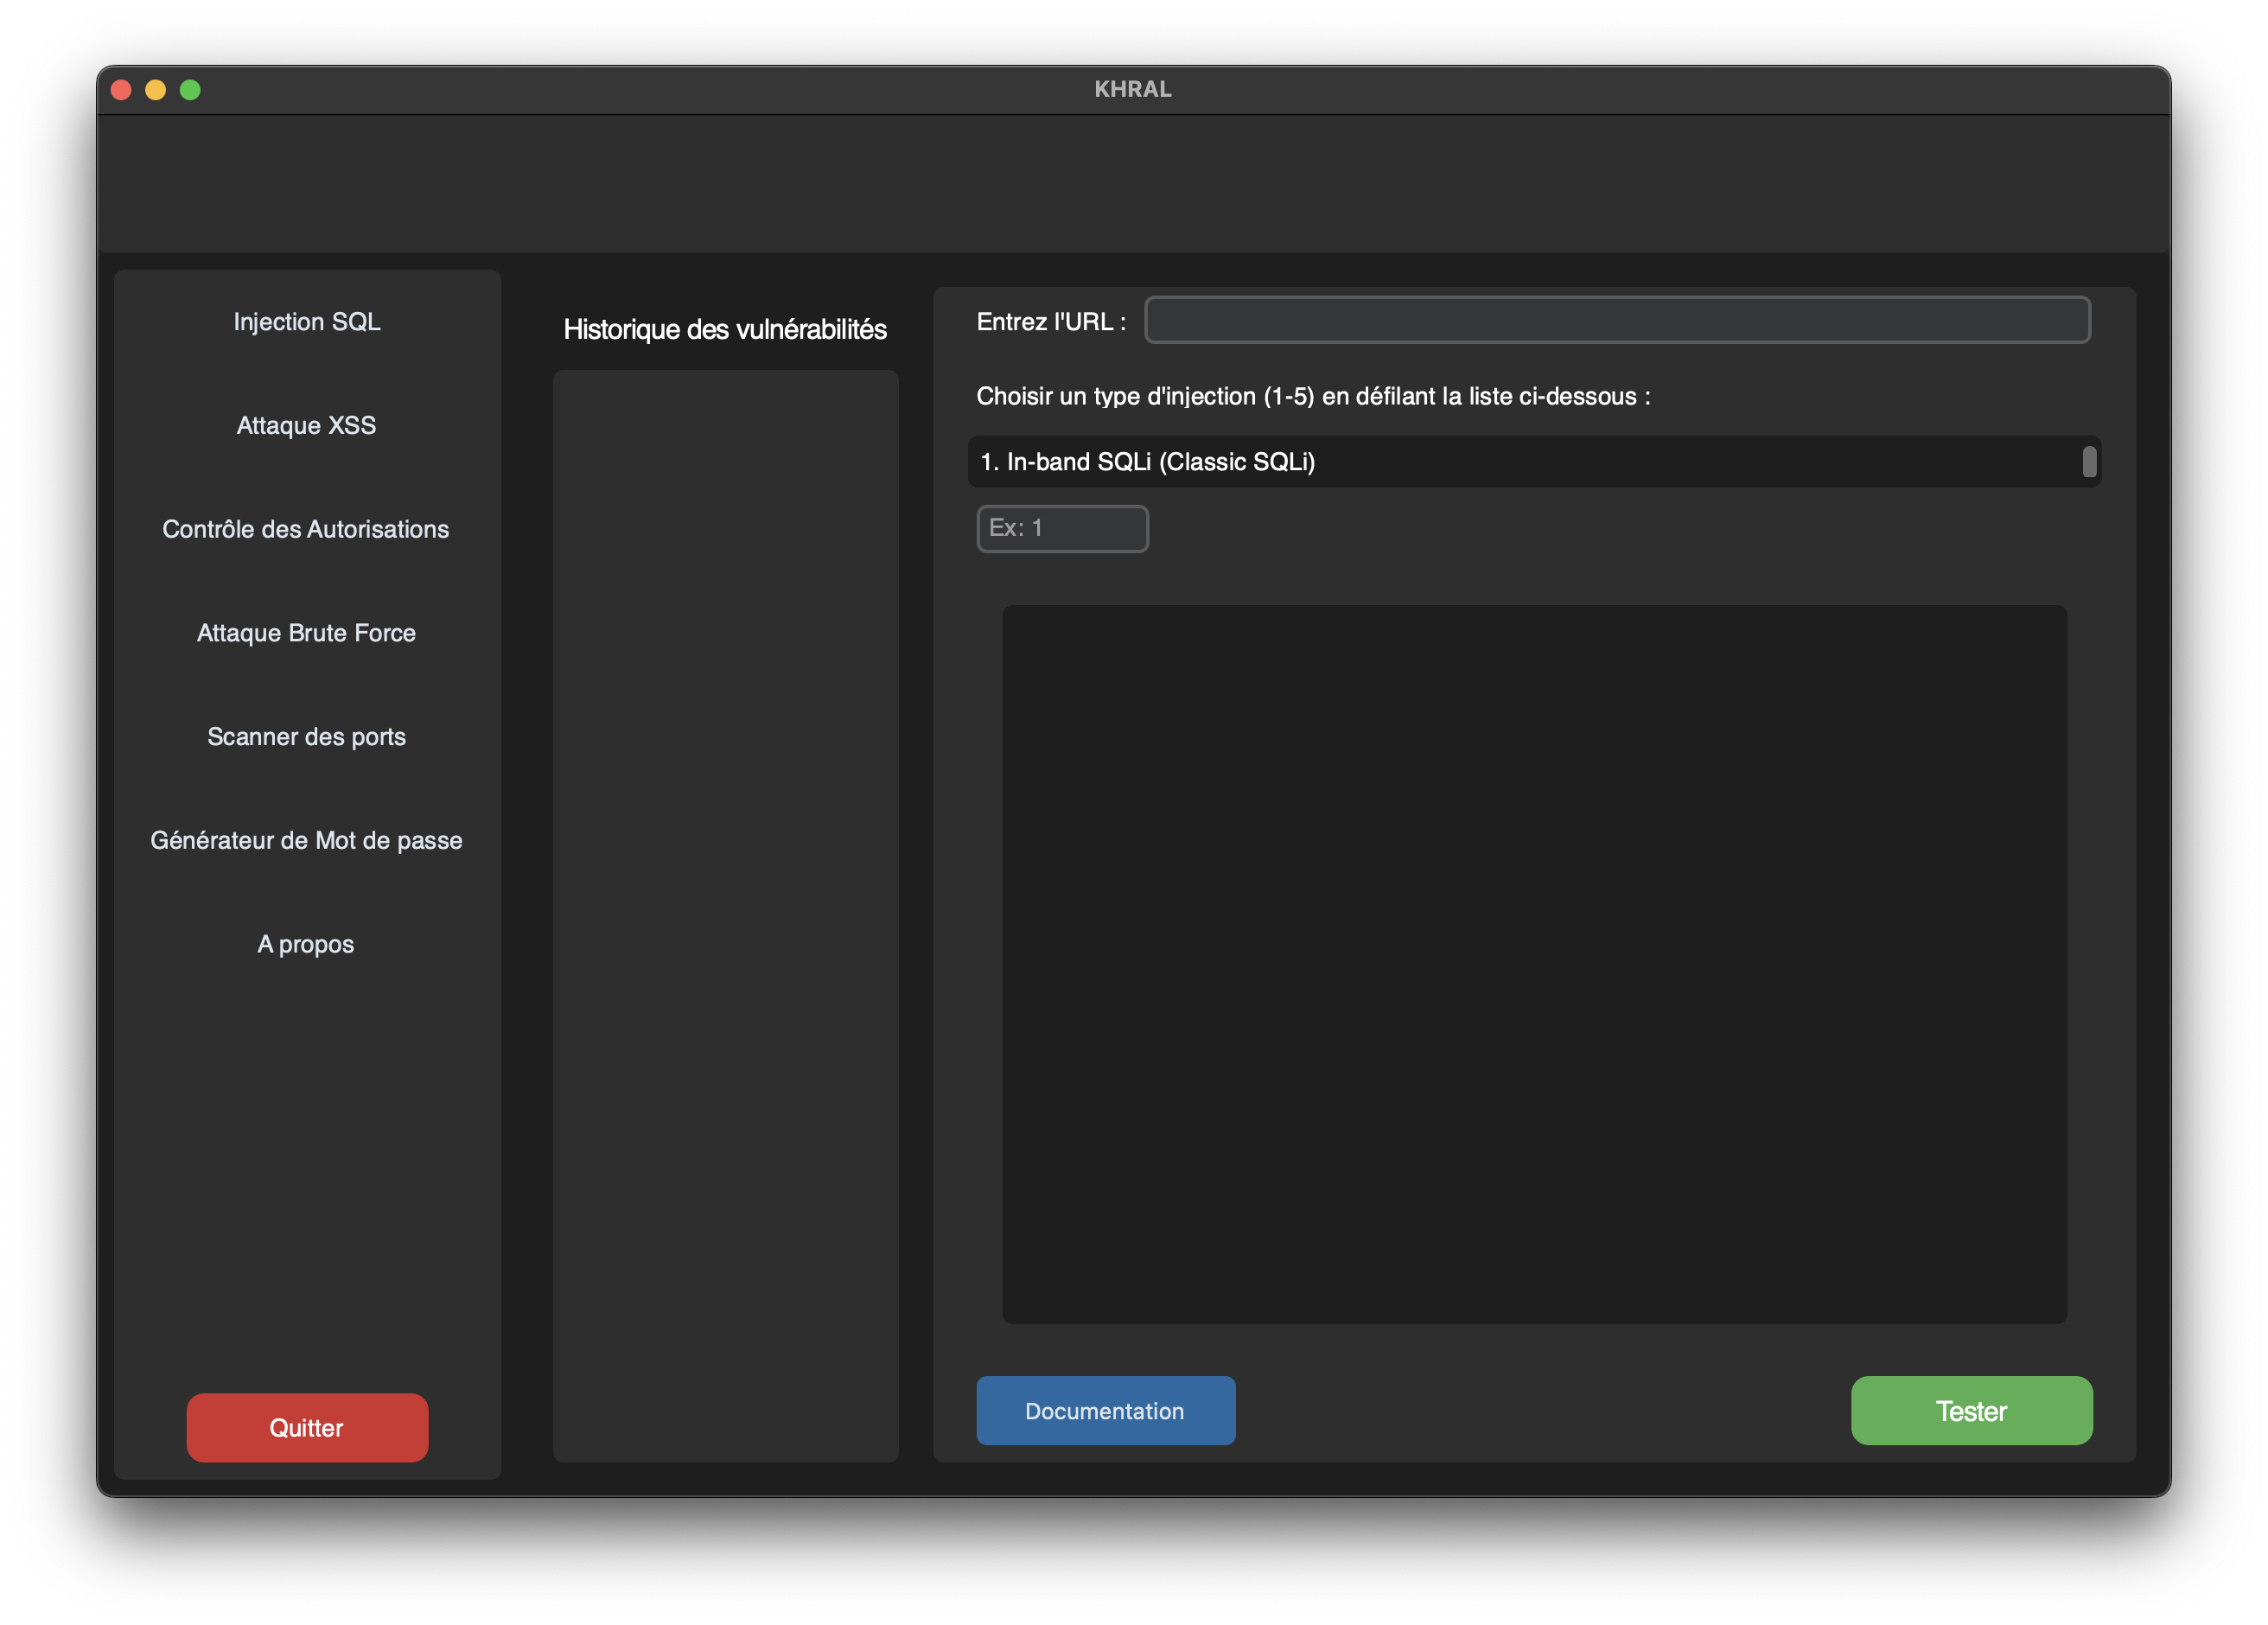 KHRAL
Injection SQL
Attaque XSS
Contrôle des Autorisations
Attaque Brute Force
Scanner des ports
Générateur de Mot de passe
A propos
Quitter
Historique des vulnérabilités
Entrez l'URL :
Choisir un type d'injection (1-5) en défilant la liste ci-dessous :
1. In-band SQLi (Classic SQLi)
Ex: 1
Documentation
Tester